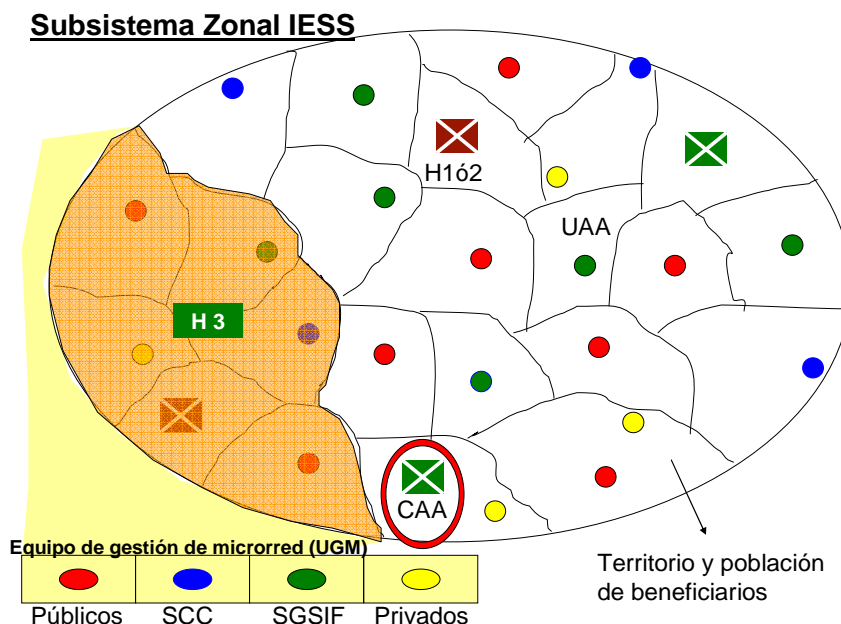 Subsistema Zonal IESS
H1ó2
UAA
H 3
CAA
Equipo de gestión de microrred (UGM)
Públicos SCC SGSIF Privados
Territorio y población
de beneficiarios